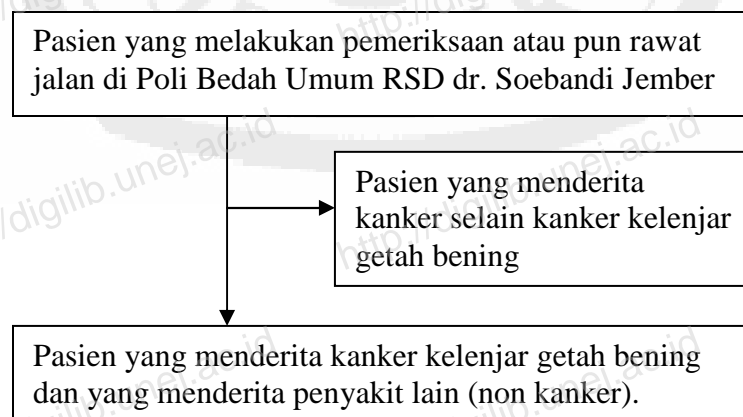 Pasien yang melakukan pemeriksaan atau pun rawat
jalan di Poli Bedah Umum RSD dr. Soebandi Jember
Pasien yang menderita
kanker selain kanker kelenjar
getah bening
Pasien yang menderita kanker kelenjar getah bening
dan yang menderita penyakit lain (non kanker).